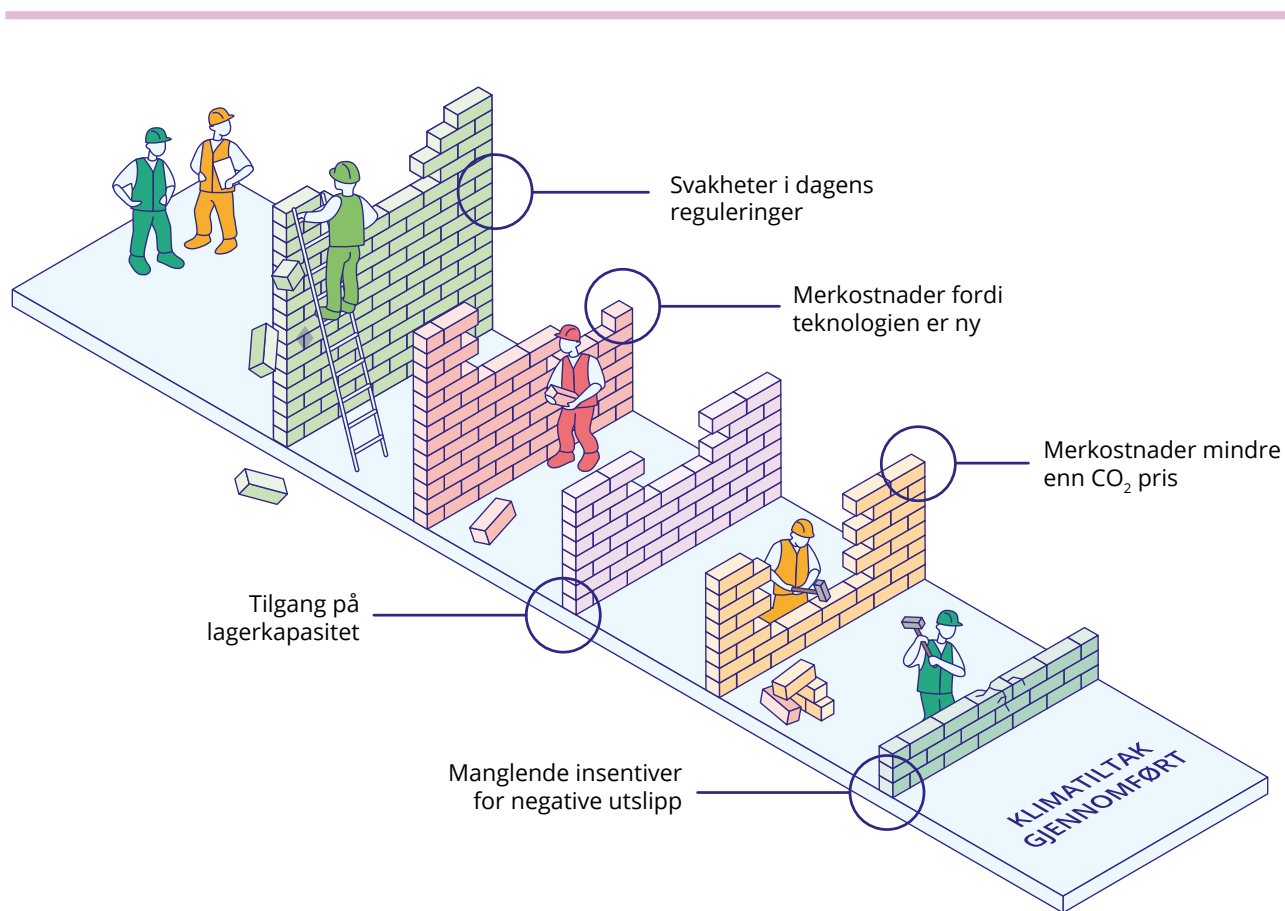 Svakheter i dagens
reguleringer
Merkostnader fordi
teknologien er ny
Merkostnader mindre
enn CO₂ pris
Tilgang på
lagerkapasitet
Manglende insentiver
for negative utslipp
KLIMATILTAK
GJENNOMFØRT